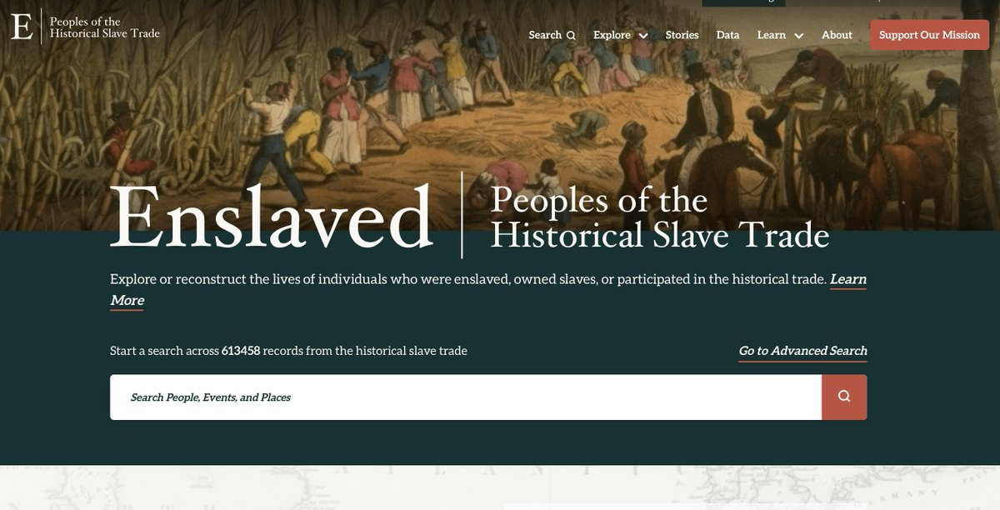 E
Peoples of the
Historical Slave Trade
Search
Explore
Stories
Data
Learn
About
Support Our Mission
Enslaved
Peoples of the
Historical Slave Trade
Explore or reconstruct the lives of individuals who were enslaved, owned slaves, or participated in the historical trade. Learn
More
Start a search across 613458 records from the historical slave trade
Go to Advanced Search
Search People, Events, and Places